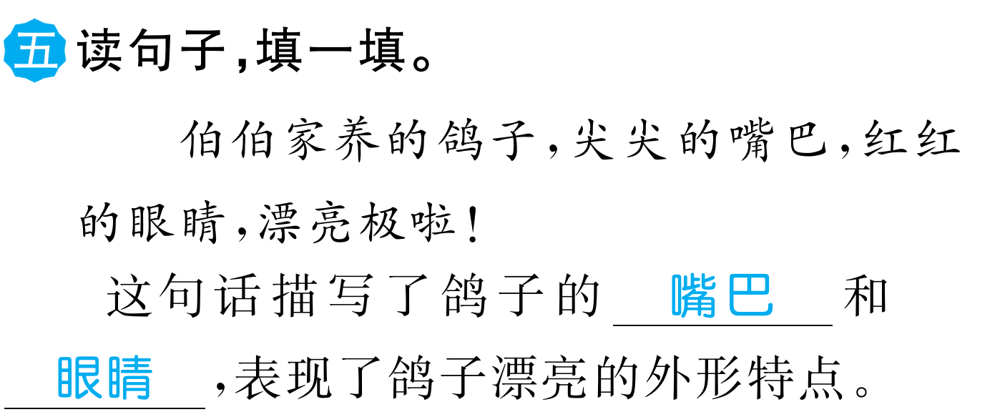 五 读句子,填一填。
伯伯家养的鸽子,尖尖的嘴巴,红红
的眼睛,漂亮极啦!
这句话描写了鸽子的 嘴巴 和
眼睛 ,表现了鸽子漂亮的外形特点。